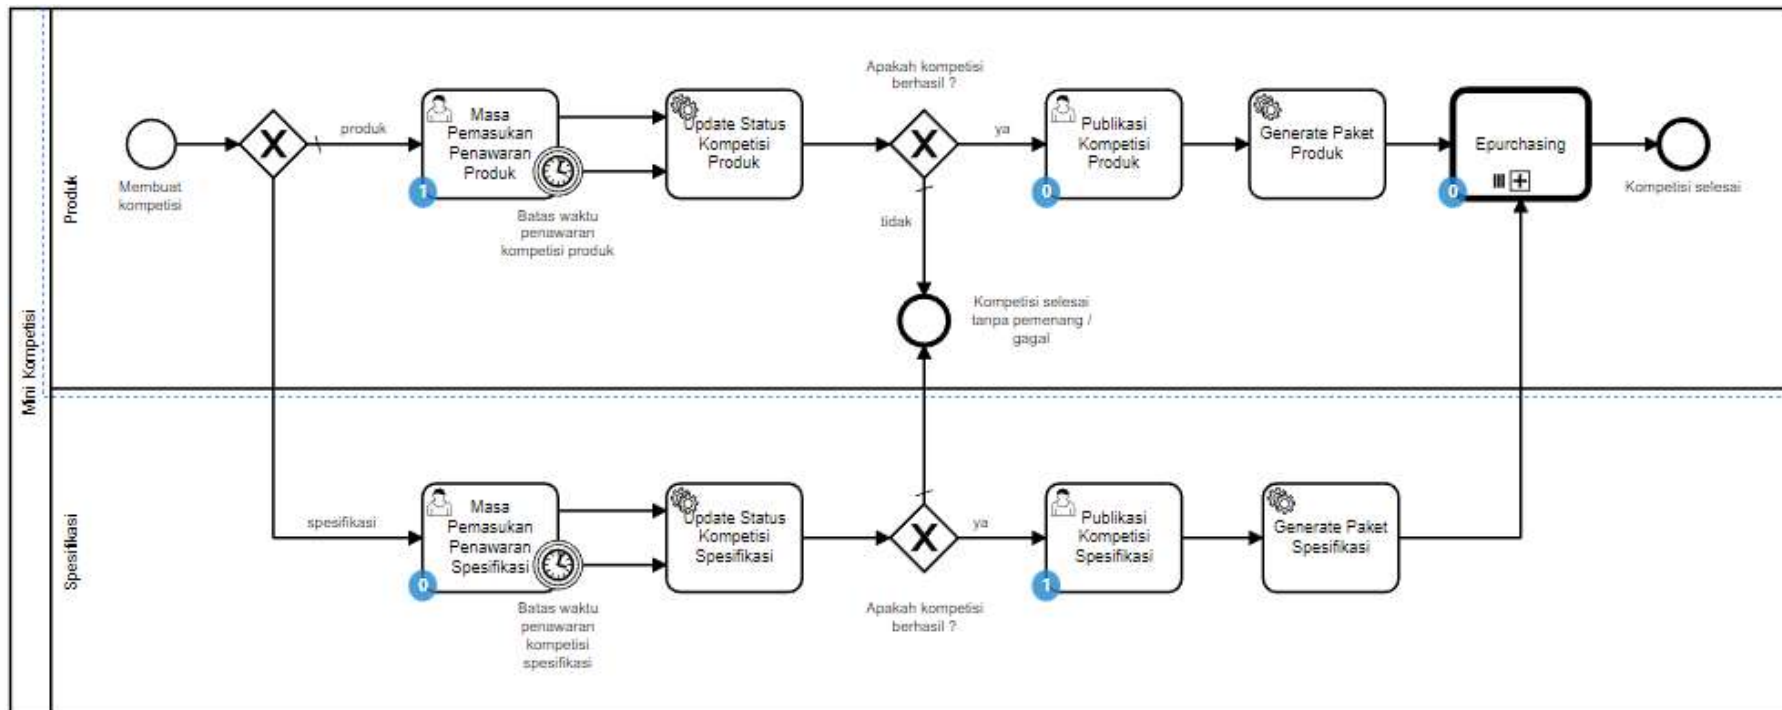 Mini Kompetisi
Produk
Membuat
kompetisi
X
produk
Masa
Pemasukan
Penawaran
Produk
1
Batas waktu
penawaran
kompetisi produk
Update Status
Kompetisi
Produk
Apakah kompetisi
berhasil ?
X
ya
tidak
Publikasi
Kompetisi
Produk
0
Generate Paket
Produk
Epurchasing
0
Kompetisi selesai
Kompetisi selesai
tanpa pemenang /
gagal
Spesifikasi
spesifikasi
Masa
Pemasukan
Penawaran
Spesifikasi
0
Batas waktu
penawaran
kompetisi
spesifikasi
Update Status
Kompetisi
Spesifikasi
X
ya
Apakah kompetisi
berhasil ?
Publikasi
Kompetisi
Spesifikasi
1
Generate Paket
Spesifikasi